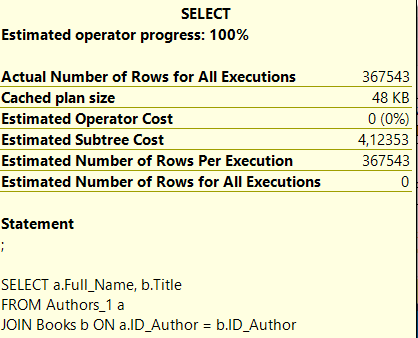 SELECT
Estimated operator progress: 100%
Actual Number of Rows for All Executions 367543
Cached plan size 48 KB
Estimated Operator Cost 0 (0%)
Estimated Subtree Cost 4,12353
Estimated Number of Rows Per Execution 367543
Estimated Number of Rows for All Executions 0
Statement
;
SELECT a.Full_Name, b.Title
FROM Authors_1 a
JOIN Books b ON a.ID_Author = b.ID_Author